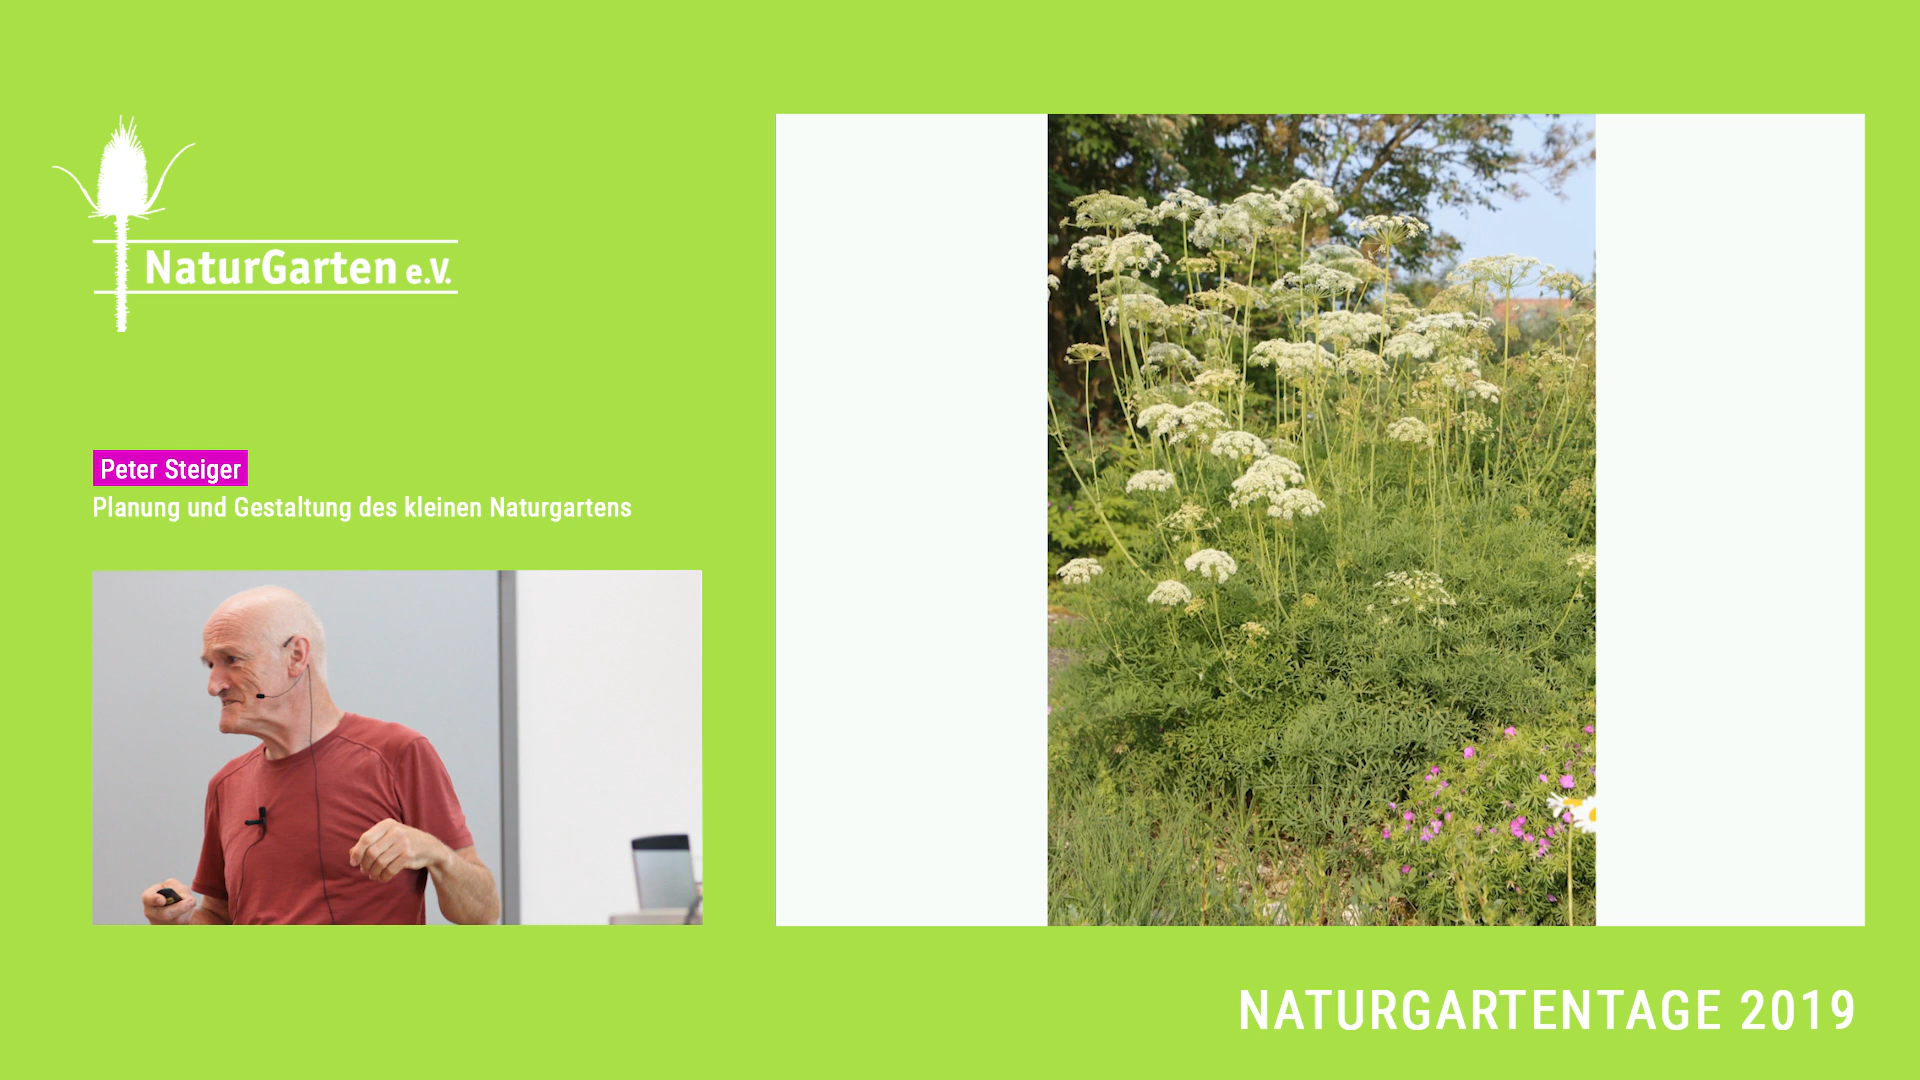 NaturGarten e.V.
Peter Steiger
Planung und Gestaltung des kleinen Naturgartens
NATURGARTENTAGE 2019